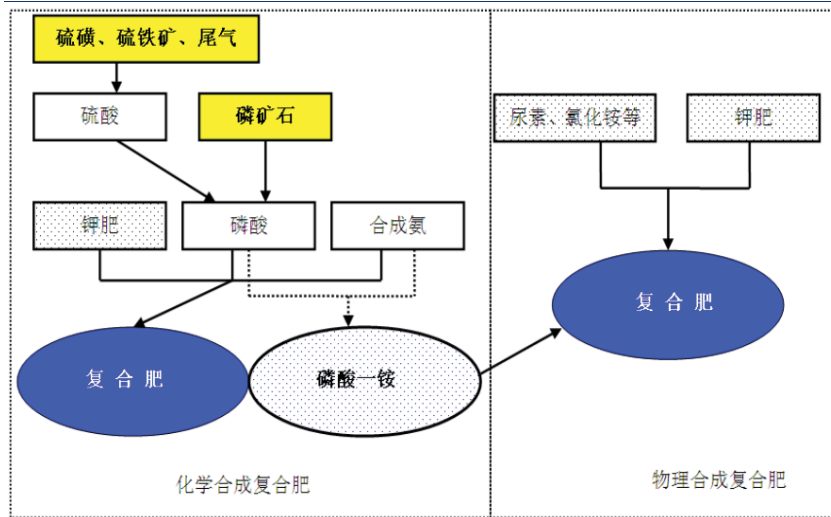 硫磺、硫铁矿、尾气
硫酸
磷矿石
尿素、氯化铵等
钾肥
钾肥
磷酸
合成氨
复 合 肥
复 合 肥
磷酸一铵
化学合成复合肥
物理合成复合肥